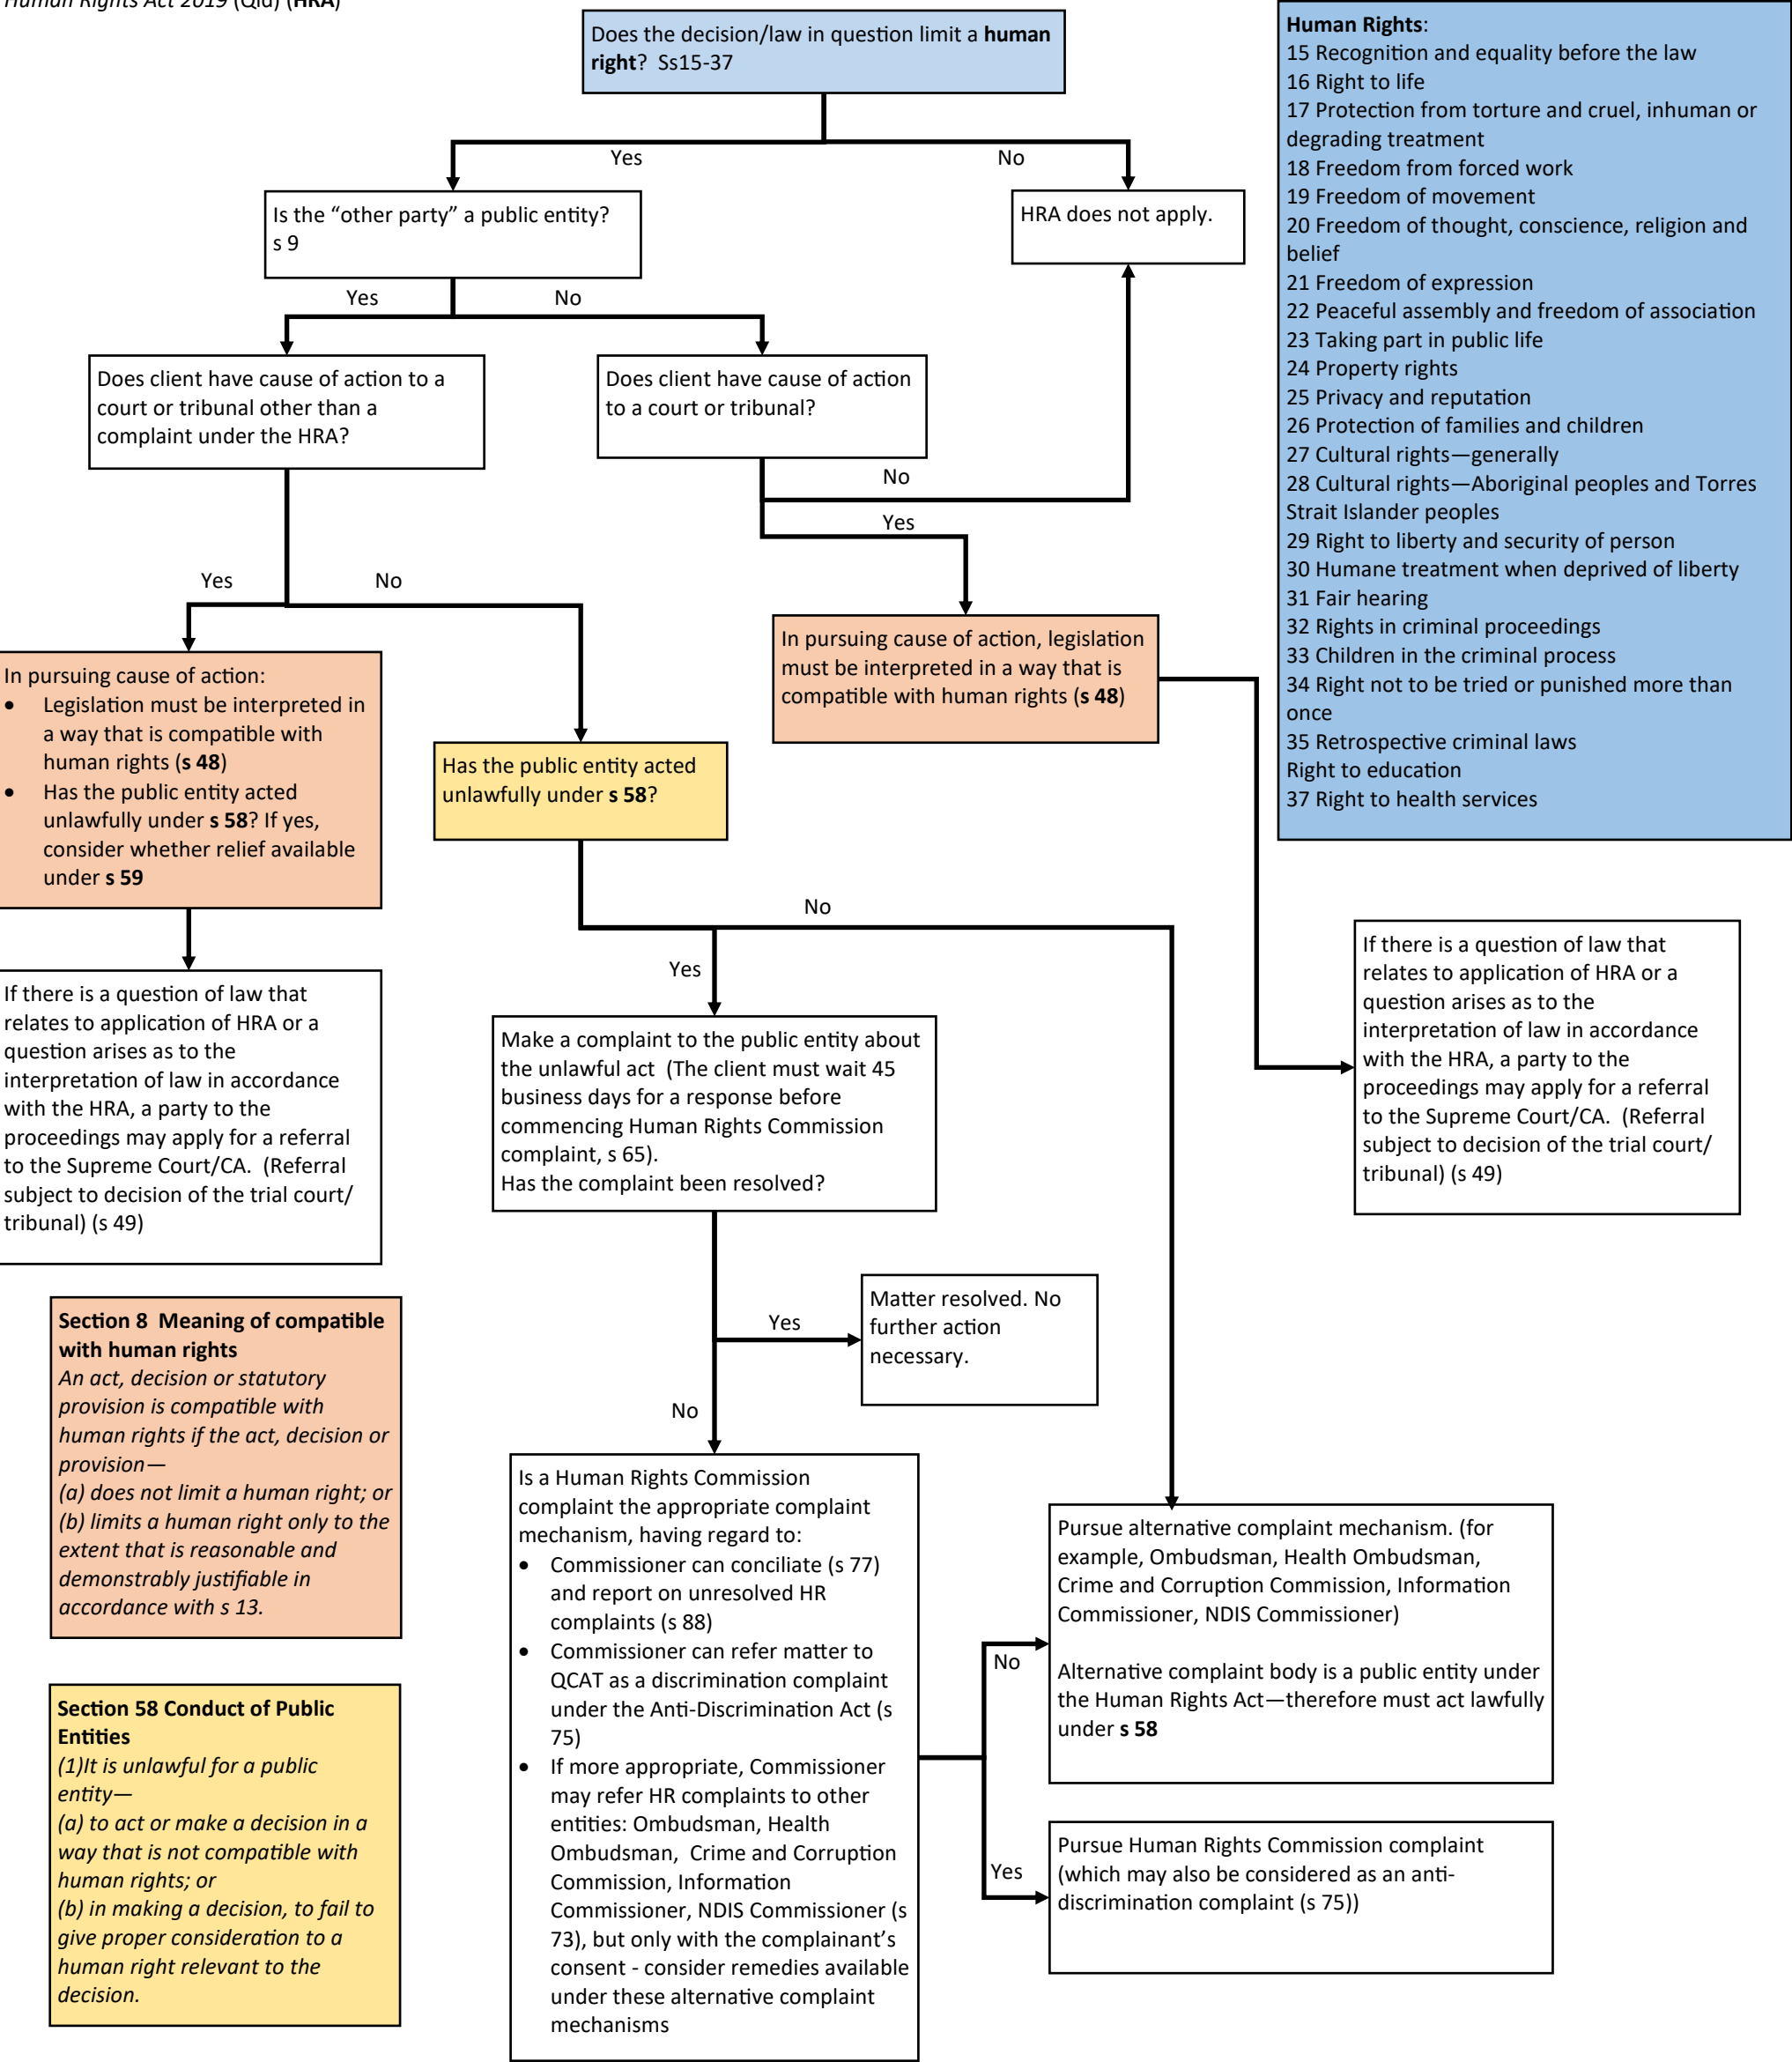 Human Rights Act 2019 (Qld) (HRA)
Does the decision/law in question limit a human
right?  Ss15-37
Human Rights:
15 Recognition and equality before the law
16 Right to life
17 Protection from torture and cruel, inhuman or
degrading treatment
18 Freedom from forced work
19 Freedom of movement
20 Freedom of thought, conscience, religion and
belief
21 Freedom of expression
22 Peaceful assembly and freedom of association
23 Taking part in public life
24 Property rights
25 Privacy and reputation
26 Protection of families and children
27 Cultural rights—generally
28 Cultural rights—Aboriginal peoples and Torres
Strait Islander peoples
29 Right to liberty and security of person
30 Humane treatment when deprived of liberty
31 Fair hearing
32 Rights in criminal proceedings
33 Children in the criminal process
34 Right not to be tried or punished more than
once
35 Retrospective criminal laws
Right to education
37 Right to health services
Yes
No
Is the “other party” a public entity?
s 9
HRA does not apply.
Yes
No
Does client have cause of action to a
court or tribunal other than a
complaint under the HRA?
Does client have cause of action
to a court or tribunal?
No
Yes
Yes
No
In pursuing cause of action:
• Legislation must be interpreted in
a way that is compatible with
human rights (s 48)
• Has the public entity acted
unlawfully under s 58? If yes,
consider whether relief available
under s 59
In pursuing cause of action, legislation
must be interpreted in a way that is
compatible with human rights (s 48)
Has the public entity acted
unlawfully under s 58?
No
Yes
If there is a question of law that
relates to application of HRA or a
question arises as to the
interpretation of law in accordance
with the HRA, a party to the
proceedings may apply for a referral
to the Supreme Court/CA.  (Referral
subject to decision of the trial court/
tribunal) (s 49)
If there is a question of law that
relates to application of HRA or a
question arises as to the
interpretation of law in accordance
with the HRA, a party to the
proceedings may apply for a referral
to the Supreme Court/CA.  (Referral
subject to decision of the trial court/
tribunal) (s 49)
Make a complaint to the public entity about
the unlawful act  (The client must wait 45
business days for a response before
commencing Human Rights Commission
complaint, s 65).
Has the complaint been resolved?
Yes
Matter resolved. No
further action
necessary.
No
Section 8  Meaning of compatible
with human rights
An act, decision or statutory
provision is compatible with
human rights if the act, decision or
provision—
(a) does not limit a human right; or
(b) limits a human right only to the
extent that is reasonable and
demonstrably justifiable in
accordance with s 13.
Section 58 Conduct of Public
Entities
(1)It is unlawful for a public
entity—
(a) to act or make a decision in a
way that is not compatible with
human rights; or
(b) in making a decision, to fail to
give proper consideration to a
human right relevant to the
decision.
Is a Human Rights Commission
complaint the appropriate complaint
mechanism, having regard to:
• Commissioner can conciliate (s 77)
and report on unresolved HR
complaints (s 88)
• Commissioner can refer matter to
QCAT as a discrimination complaint
under the Anti-Discrimination Act (s
75)
• If more appropriate, Commissioner
may refer HR complaints to other
entities: Ombudsman, Health
Ombudsman,  Crime and Corruption
Commission, Information
Commissioner, NDIS Commissioner (s
73), but only with the complainant’s
consent - consider remedies available
under these alternative complaint
mechanisms
No
Yes
Pursue alternative complaint mechanism. (for
example, Ombudsman, Health Ombudsman,
Crime and Corruption Commission, Information
Commissioner, NDIS Commissioner)
Alternative complaint body is a public entity under
the Human Rights Act—therefore must act lawfully
under s 58
Pursue Human Rights Commission complaint
(which may also be considered as an anti-
discrimination complaint (s 75))